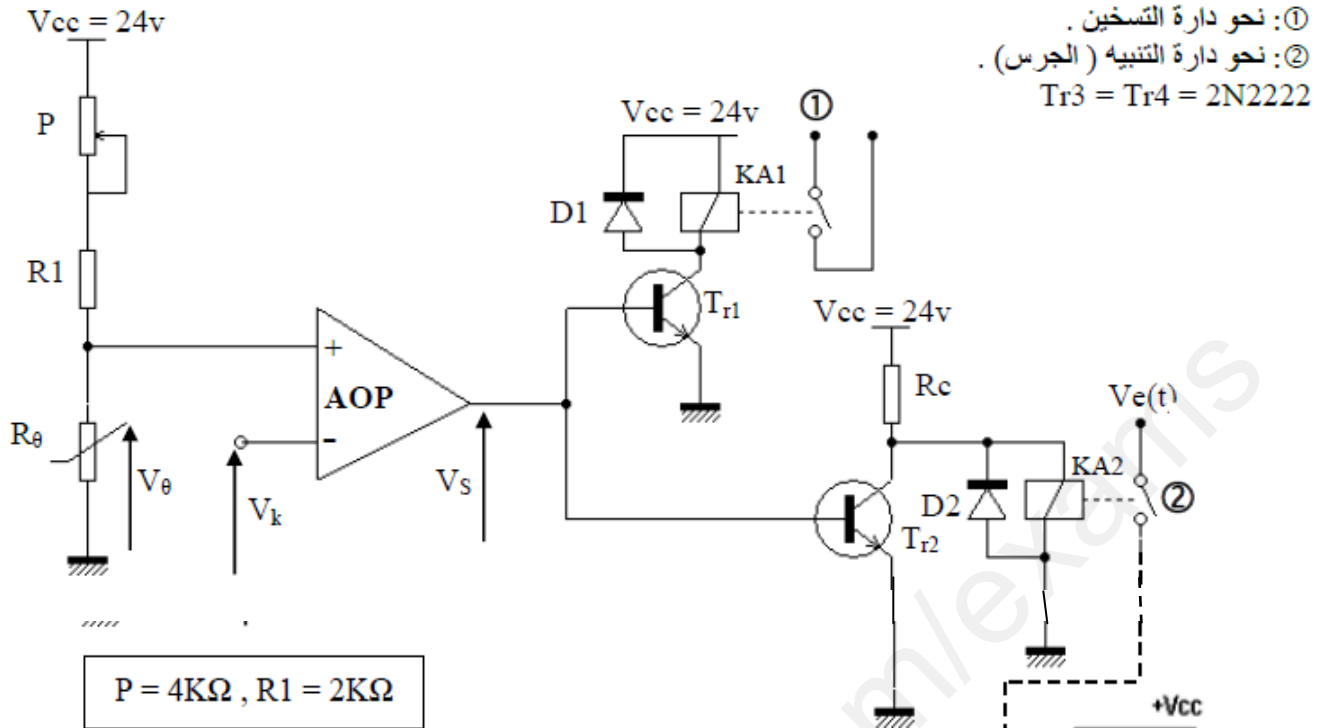 Vcc = 24v
①: نحو دارة التسخين .
②: نحو دارة التنبيه ( الجرس) .
Tr3 = Tr4 = 2N2222
P
Vcc = 24v
①
KA1
D1
R1
Tr1
Vcc = 24v
+
AOP
-
Rc
Ve(t)
Rθ
Vθ
Vk
VS
KA2
D2
②
Tr2
P = 4KΩ , R1 = 2KΩ
+Vcc
m/exams